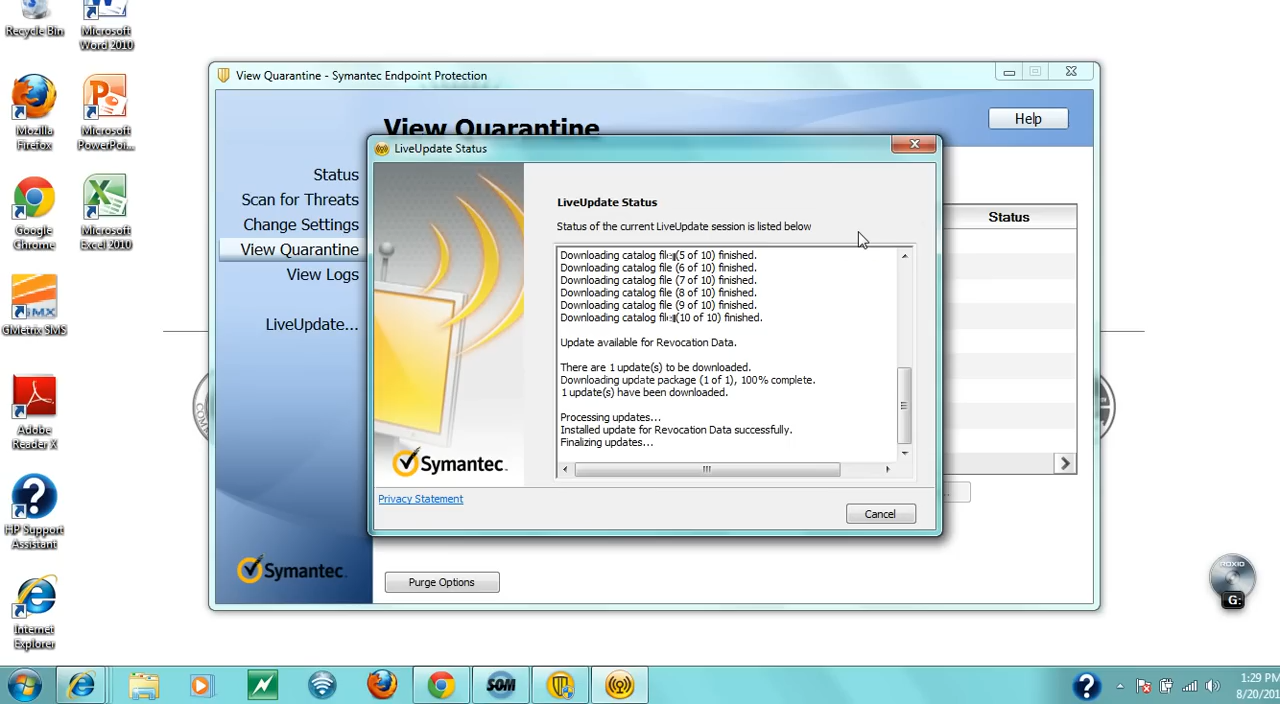 Recycle Bin
Microsoft
Word 2010
Mozilla
Firefox
Microsoft
PowerPoi...
Google
Chrome
Microsoft
Excel 2010
GMetrix SMS
Adobe
Reader X
HP Support
Assistant
Internet
Explorer
View Quarantine - Symantec Endpoint Protection
View Quarantine
Help
Status
Scan for Threats
Change Settings
View Quarantine
View Logs
LiveUpdate...
Symantec.
Status
Purge Options
LiveUpdate Status
LiveUpdate Status
Status of the current LiveUpdate session is listed below
Downloading catalog file (5 of 10) finished.
Downloading catalog file (6 of 10) finished.
Downloading catalog file (7 of 10) finished.
Downloading catalog file (8 of 10) finished.
Downloading catalog file (9 of 10) finished.
Downloading catalog file (10 of 10) finished.
Update available for Revocation Data.
There are 1 update(s) to be downloaded.
Downloading update package (1 of 1), 100% complete.
1 update(s) have been downloaded.
Processing updates...
Installed update for Revocation Data successfully.
Finalizing updates...
Symantec.
Privacy Statement
Cancel
ROXIO
G:
SOM
1:29 PM
8/20/201